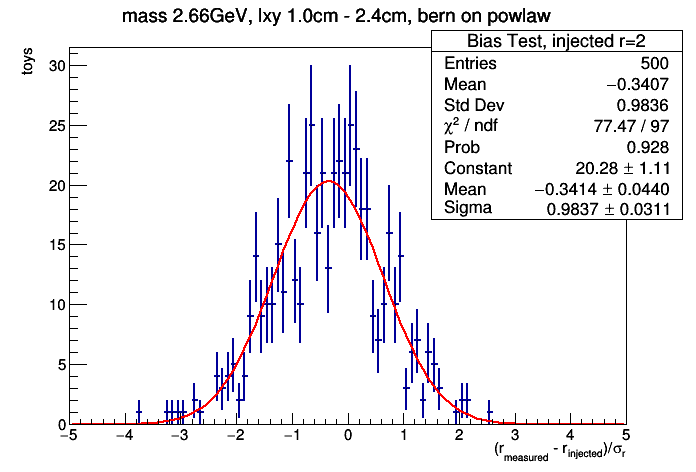 mass 2.66GeV, lxy 1.0cm - 2.4cm, bern on powlaw
toys
Bias Test, injected r=2
Entries 500
Mean −0.3407
Std Dev 0.9836
χ² / ndf 77.47 / 97
Prob 0.928
Constant 20.28 ± 1.11
Mean −0.3414 ± 0.0440
Sigma 0.9837 ± 0.0311
30
25
20
15
10
5
0
−5 −4 −3 −2 −1 0 1 2 3 4 5
(r_measured - r_injected)/σ_r